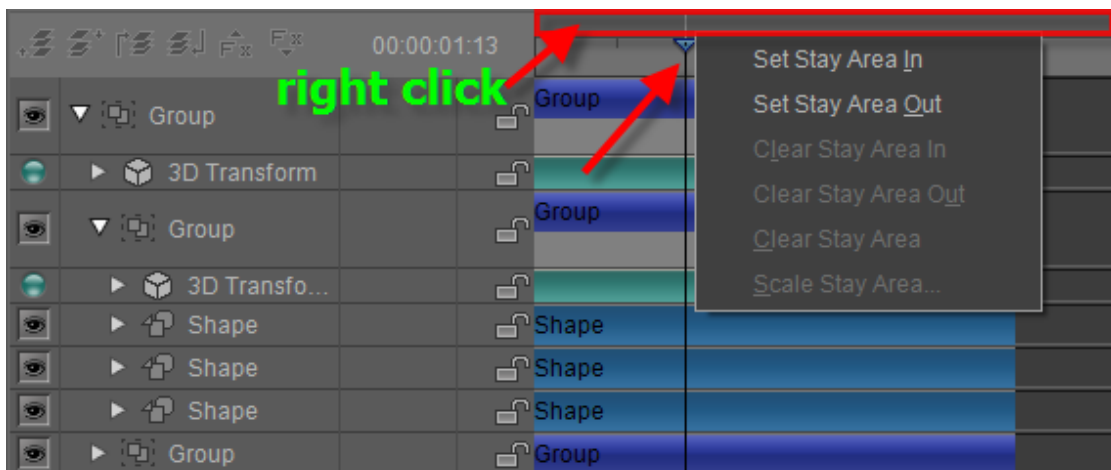 Fx Fx 00:00:01:13
right click
Set Stay Area In
Set Stay Area Out
Clear Stay Area In
Clear Stay Area Out
Clear Stay Area
Scale Stay Area...
Group Group
3D Transform
Group Group
3D Transfo...
Shape Shape
Shape Shape
Shape Shape
Group Group